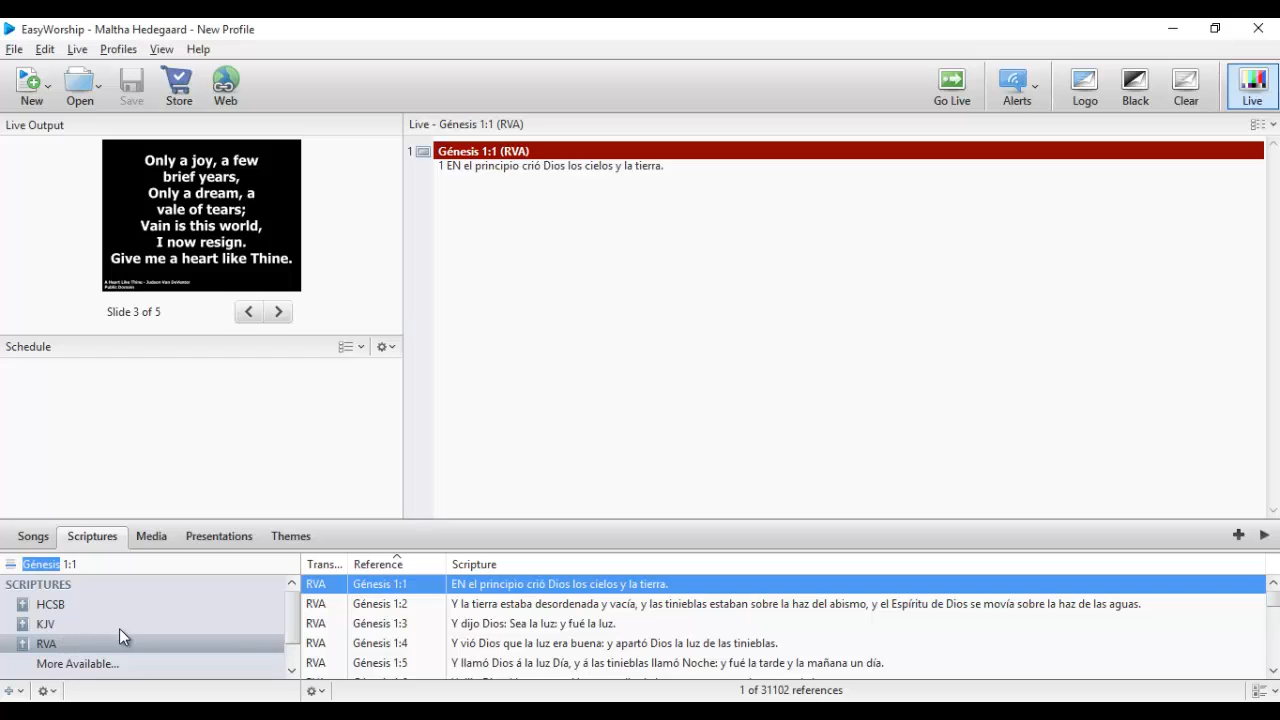 EasyWorship - Maltha Hedegaard - New Profile
File Edit Live Profiles View Help
New Open Save Store Web Go Live Alerts Logo Black Clear Live
Live Output
Only a joy, a few
brief years,
Only a dream, a
vale of tears;
Vain is this world,
I now resign.
Give me a heart like Thine.
A Heart Like Thine - Judson Van DeVenter
Public Domain
Slide 3 of 5
Live - Génesis 1:1 (RVA)
1 Génesis 1:1 (RVA)
1 EN el principio crió Dios los cielos y la tierra.
Schedule
Songs Scriptures Media Presentations Themes
Génesis 1:1
SCRIPTURES
HCSB
KJV
RVA
More Available...
Trans... Reference Scripture
RVA Génesis 1:1 EN el principio crió Dios los cielos y la tierra.
RVA Génesis 1:2 Y la tierra estaba desordenada y vacía, y las tinieblas estaban sobre la haz del abismo, y el Espíritu de Dios se movía sobre la haz de las aguas.
RVA Génesis 1:3 Y dijo Dios: Sea la luz: y fué la luz.
RVA Génesis 1:4 Y vió Dios que la luz era buena: y apartó Dios la luz de las tinieblas.
RVA Génesis 1:5 Y llamó Dios á la luz Día, y á las tinieblas llamó Noche: y fué la tarde y la mañana un día.
1 of 31102 references